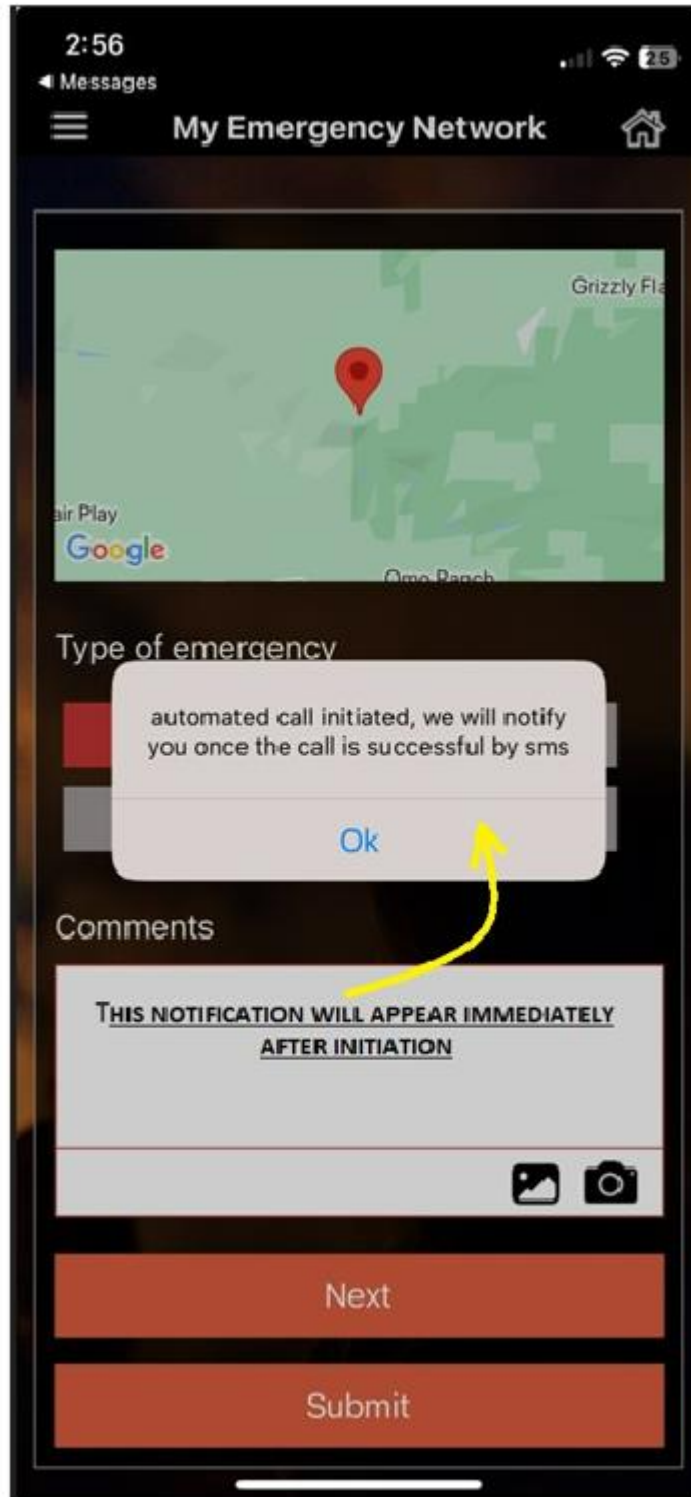 2:56
25
Messages
My Emergency Network
Grizzly Fla
air Play
Google
Omo Ranch
Type of emergency
automated call initiated, we will notify
you once the call is successful by sms
Ok
Comments
THIS NOTIFICATION WILL APPEAR IMMEDIATELY
AFTER INITIATION
Next
Submit